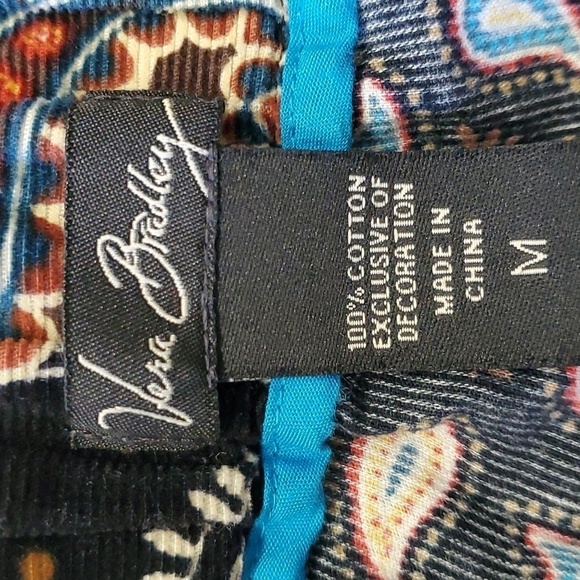 Vera Bradley
100% COTTON
EXCLUSIVE OF
DECORATION
MADE IN
CHINA
M